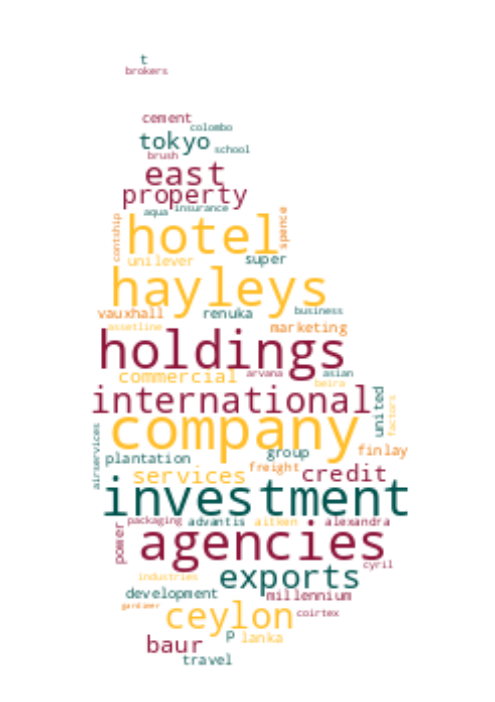 t
brokers
cement
colombo
tokyo
school
brush
east
property
aqua insurance
contship
hotel
spence
unilever
super
hayleys
vauxhall renuka business
assetline
marketing
holdings
commercial arvana asian
beira
international
united
factors
company
airservices
plantation group finlay
services freight credit
investment
packaging advantis aitken alexandra
power
agencies
cyril
industries exports
development millennium
gardiner
ceylon coirtex
p lanka
baur
travel